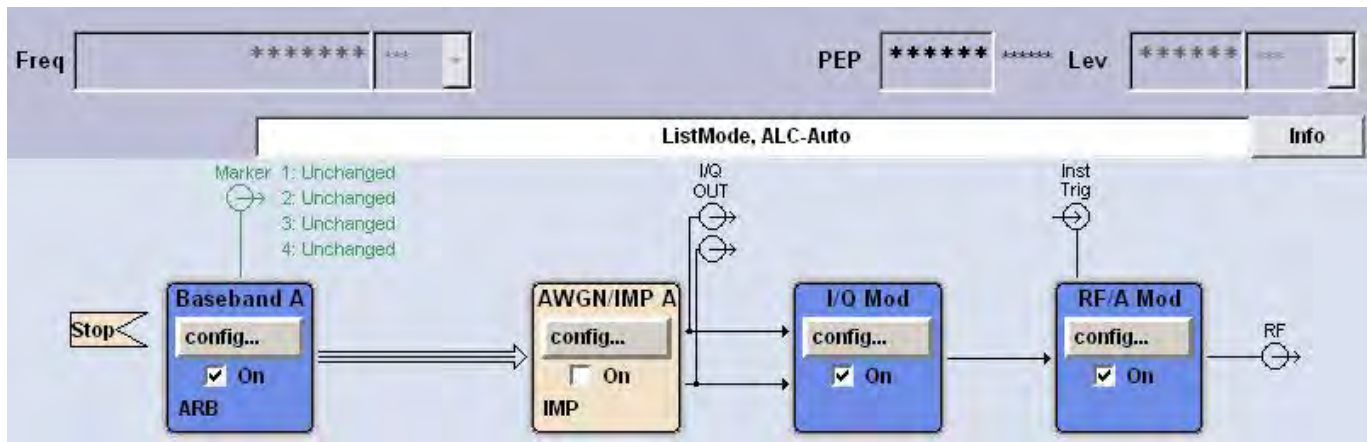 Freq ******* *** PEP ****** ****** Lev ****** ***
ListMode, ALC-Auto Info
Marker 1: Unchanged
2: Unchanged
3: Unchanged
4: Unchanged
I/Q
OUT
Inst
Trig
Stop
Baseband A
config...
On
ARB
AWGN/IMP A
config...
On
IMP
I/Q Mod
config...
On
RF/A Mod
config...
On
RF